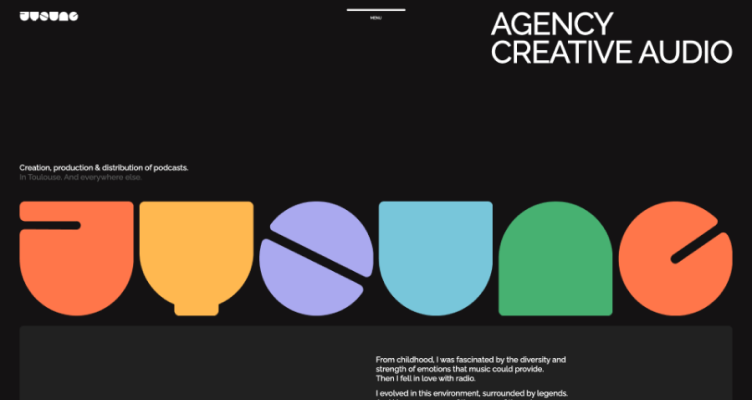 JYSUNE
MENU
AGENCY
CREATIVE AUDIO
Creation, production & distribution of podcasts.
In Toulouse. And everywhere else.
JYSUNE
From childhood, I was fascinated by the diversity and
strength of emotions that music could provide.
Then I fell in love with radio.
I evolved in this environment, surrounded by legends.